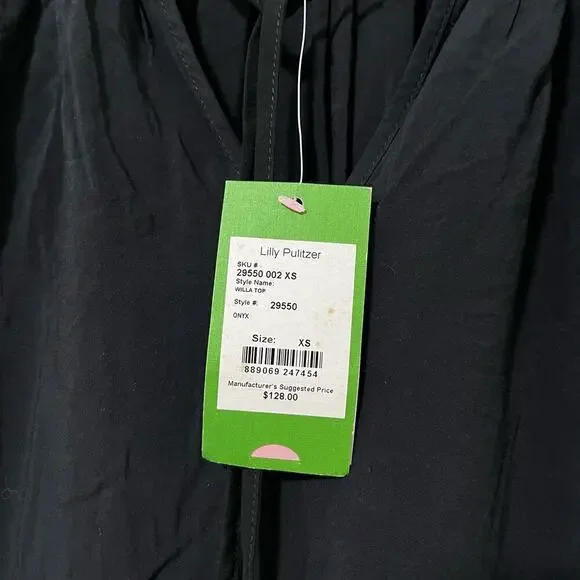 Lilly Pulitzer
SKU #
29550 002 XS
Style Name:
WILLA TOP
Style #: 29550
ONYX
Size: XS
889069 247454
Manufacturer's Suggested Price
$128.00